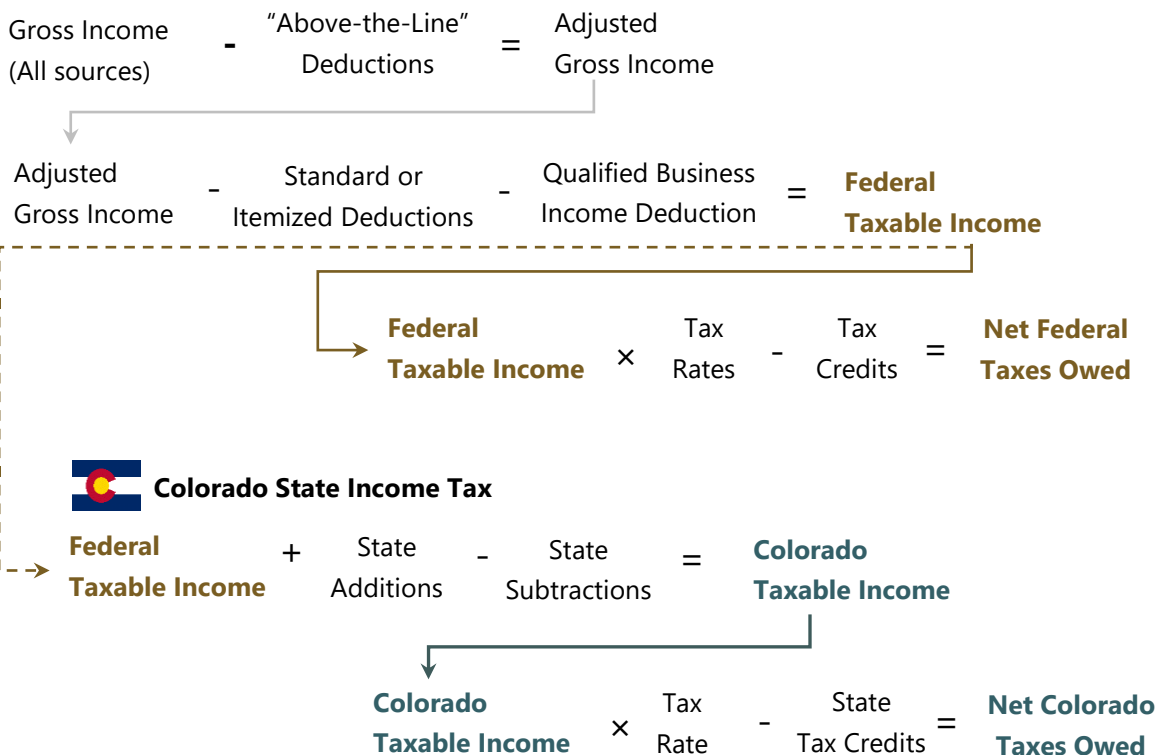 Gross Income - “Above-the-Line” = Adjusted
(All sources) Deductions Gross Income
Adjusted - Standard or - Qualified Business = Federal
Gross Income Itemized Deductions Income Deduction Taxable Income
Federal × Tax - Tax = Net Federal
Taxable Income Rates Credits Taxes Owed
Colorado State Income Tax
Federal + State - State = Colorado
Taxable Income Additions Subtractions Taxable Income
Colorado × Tax - State = Net Colorado
Taxable Income Rate Tax Credits Taxes Owed